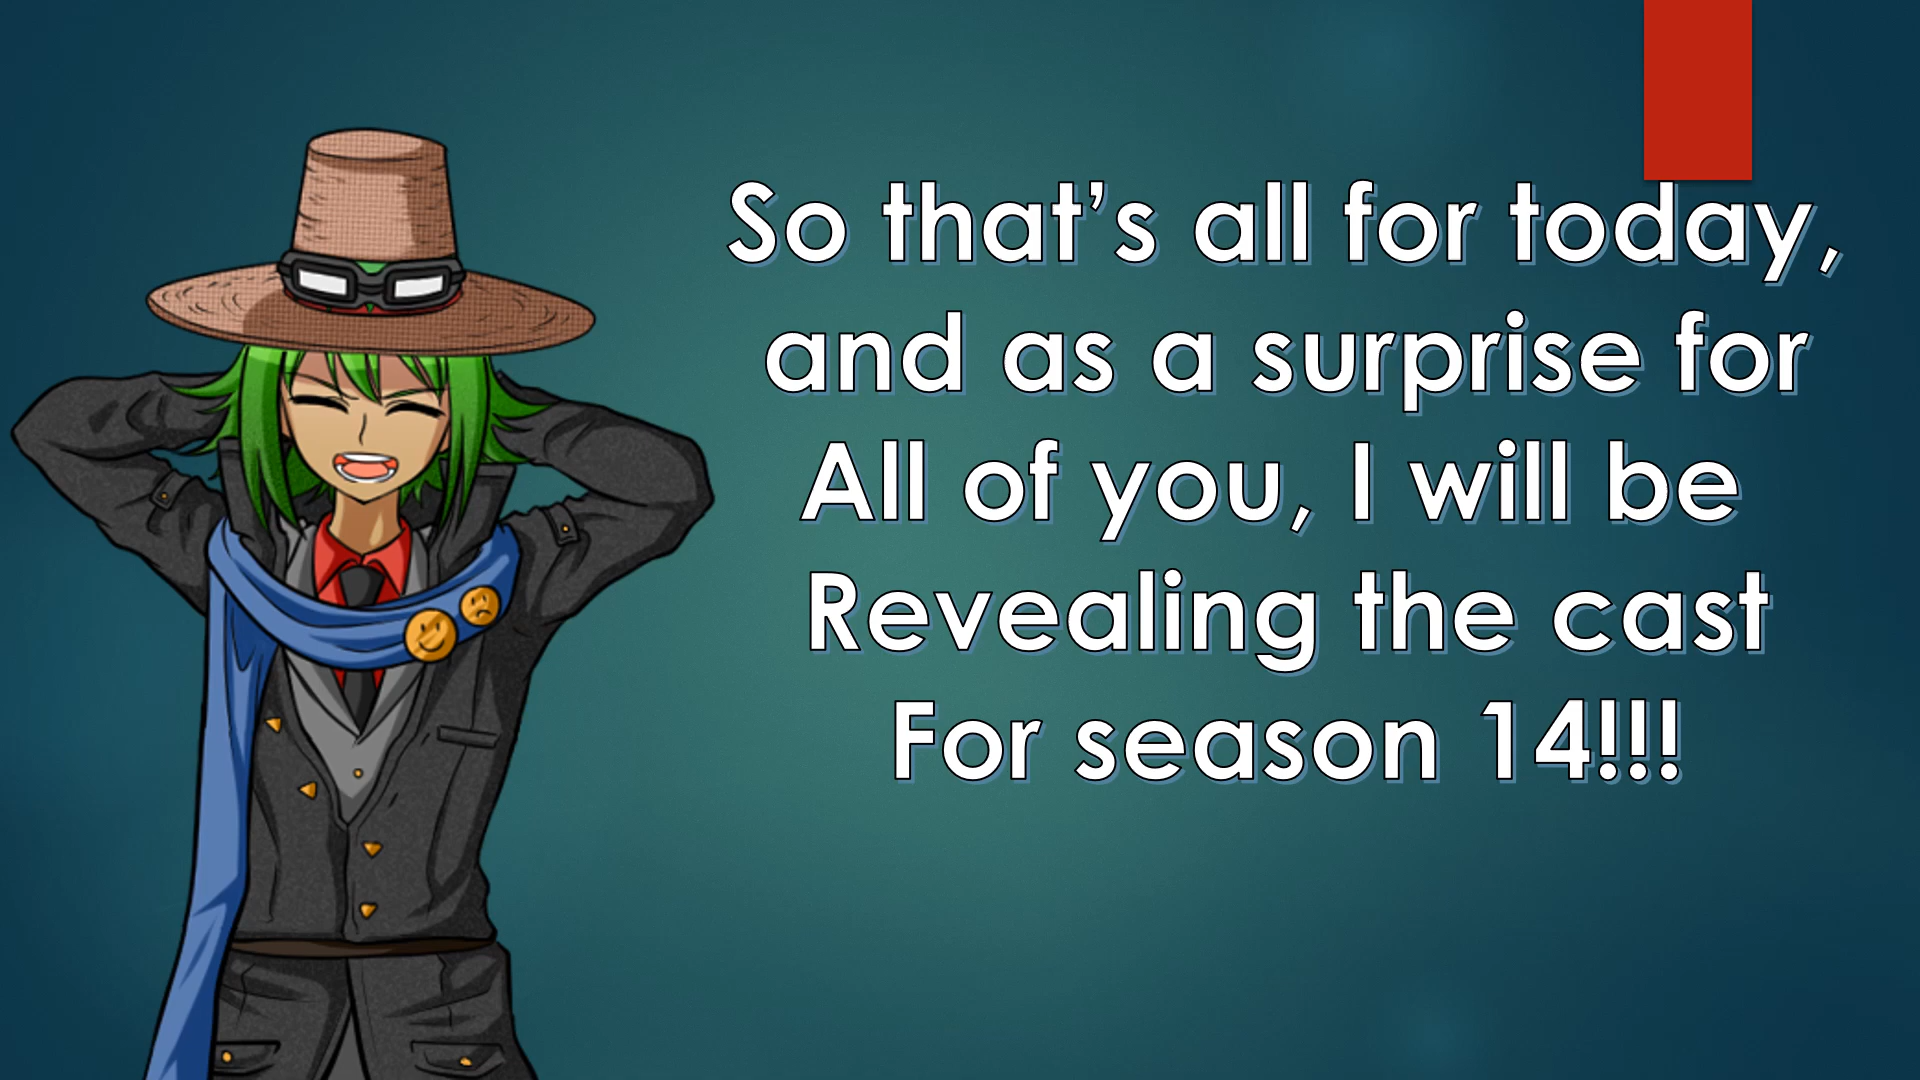 So that’s all for today,
and as a surprise for
All of you, I will be
Revealing the cast
For season 14!!!